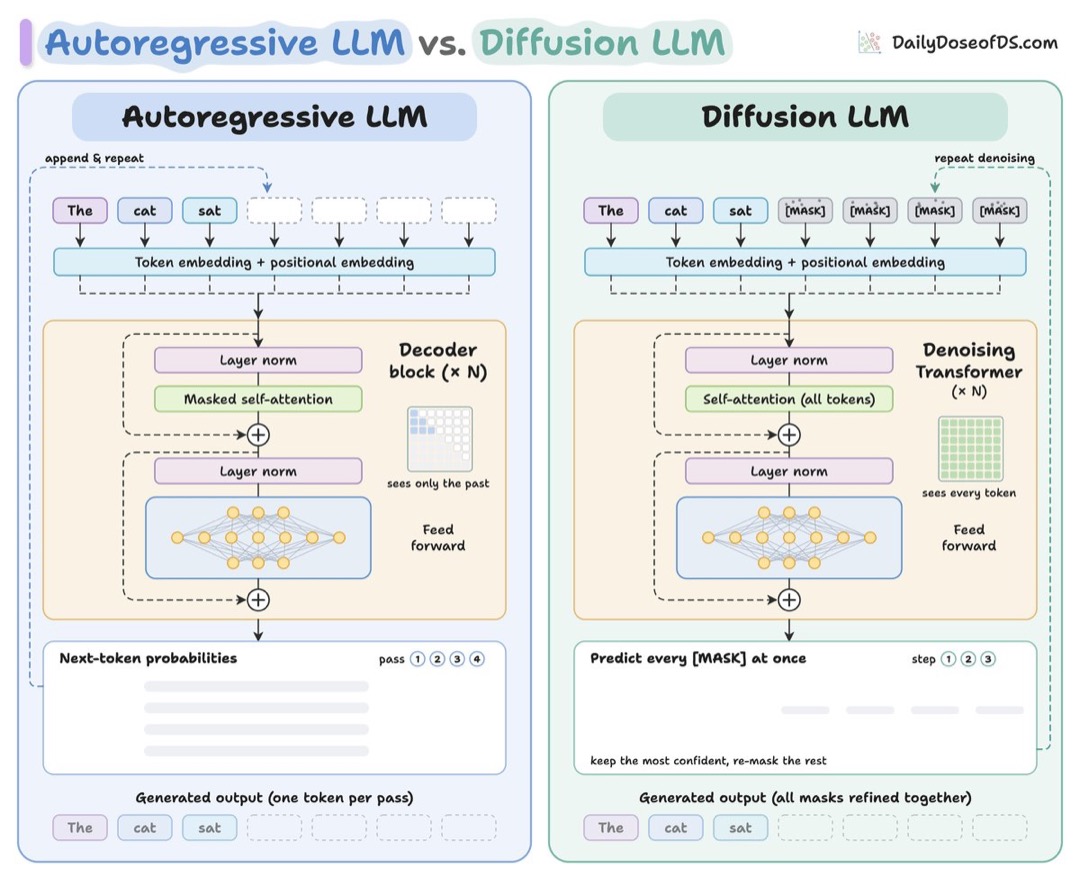 Autoregressive LLM vs. Diffusion LLM
DailyDoseofDS.com
Autoregressive LLM
append & repeat
The cat sat
Token embedding + positional embedding
Layer norm
Masked self-attention
Layer norm
Decoder
block (× N)
sees only the past
Feed
forward
Next-token probabilities
pass 1 2 3 4
Generated output (one token per pass)
The cat sat
Diffusion LLM
repeat denoising
The cat sat [MASK] [MASK] [MASK] [MASK]
Token embedding + positional embedding
Layer norm
Self-attention (all tokens)
Layer norm
Denoising
Transformer
(× N)
sees every token
Feed
forward
Predict every [MASK] at once
step 1 2 3
keep the most confident, re-mask the rest
Generated output (all masks refined together)
The cat sat